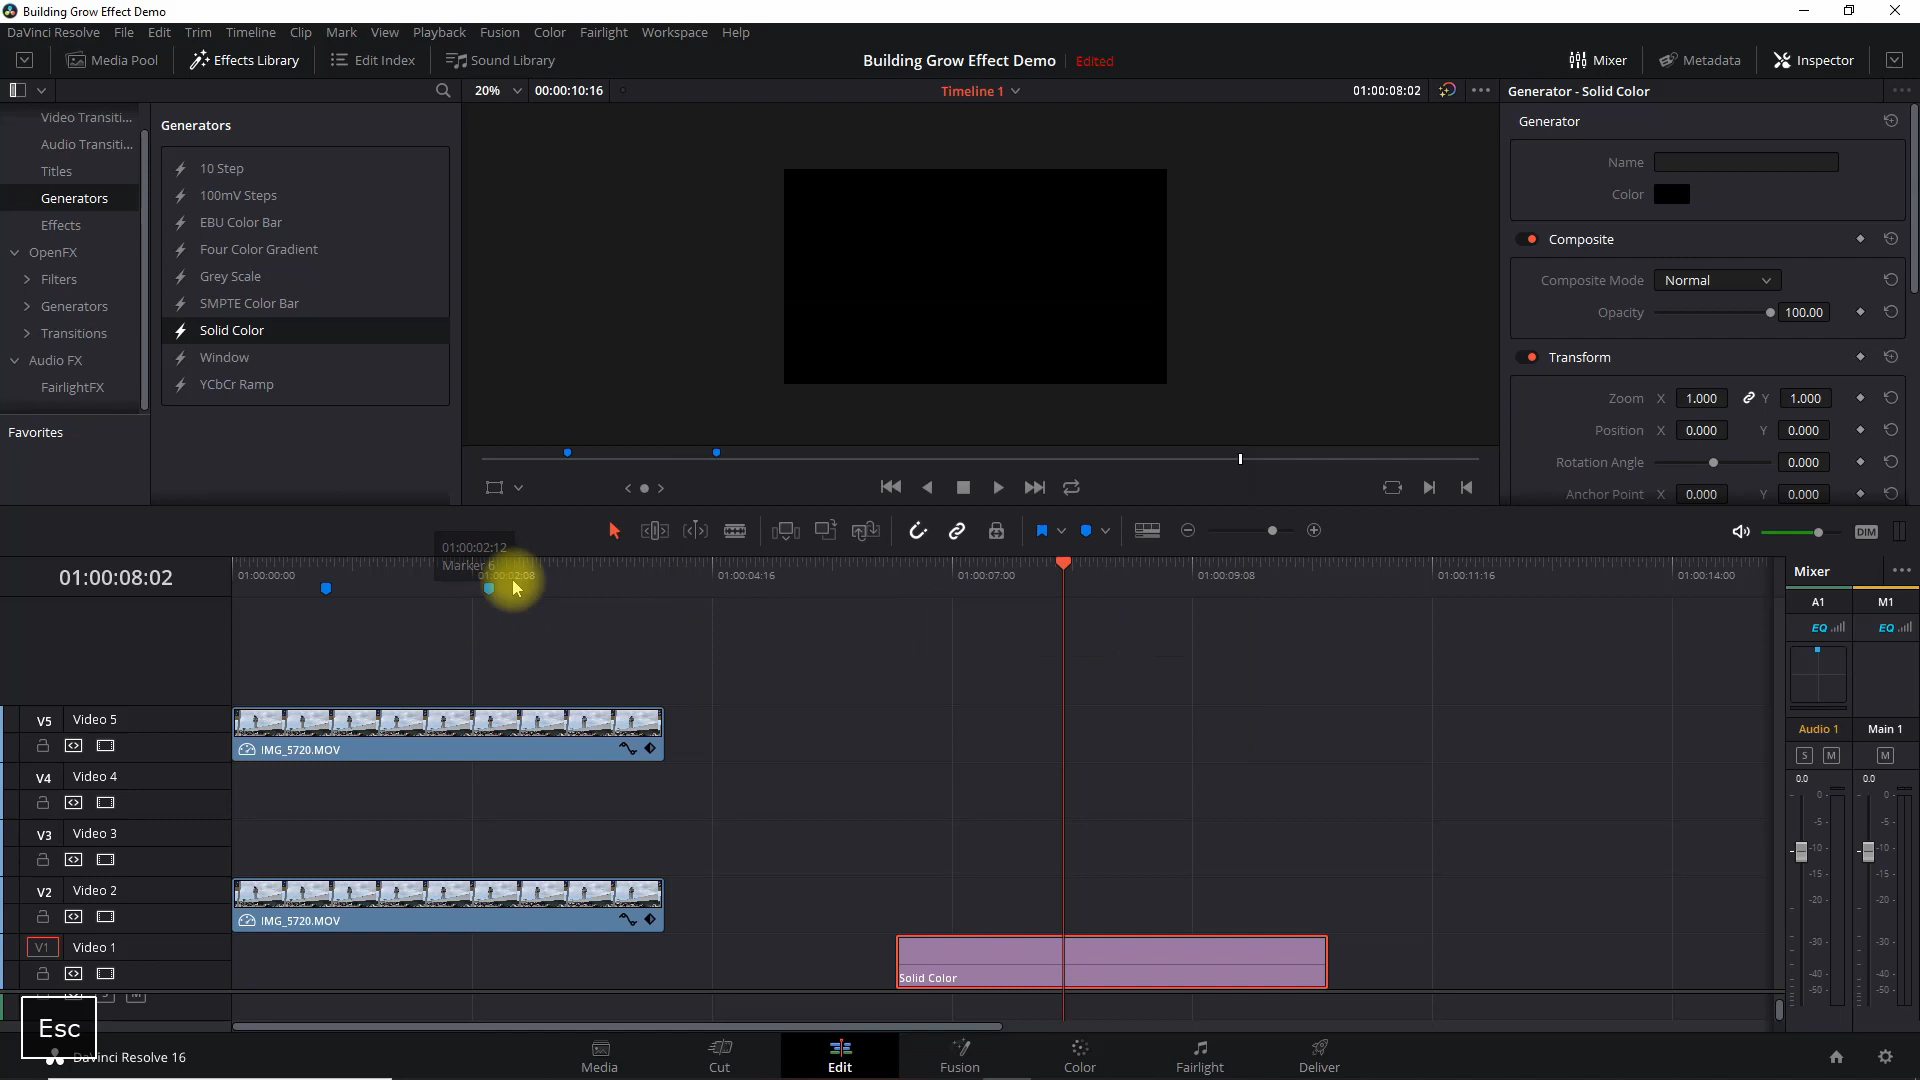 Building Grow Effect Demo
DaVinci Resolve File Edit Trim Timeline Clip Mark View Playback Fusion Color Fairlight Workspace Help
Media Pool Effects Library Edit Index Sound Library Building Grow Effect Demo Edited Mixer Metadata Inspector
20% 00:00:10:16 Timeline 1 01:00:08:02 Generator - Solid Color
Video Transiti...
Audio Transiti...
Titles
Generators
Effects
OpenFX
Filters
Generators
Transitions
Audio FX
FairlightFX
Favorites
Generators
10 Step
100mV Steps
EBU Color Bar
Four Color Gradient
Grey Scale
SMPTE Color Bar
Solid Color
Window
YCbCr Ramp
Generator
Name
Color
Composite
Composite Mode Normal
Opacity 100.00
Transform
Zoom X 1.000 Y 1.000
Position X 0.000 Y 0.000
Rotation Angle 0.000
Anchor Point X 0.000 Y 0.000
DIM
01:00:02:12
Marker 6
01:00:08:02
01:00:00:00 01:00:02:08 01:00:04:16 01:00:07:00 01:00:09:08 01:00:11:16 01:00:14:00
V5 Video 5
IMG_5720.MOV
V4 Video 4
V3 Video 3
V2 Video 2
IMG_5720.MOV
V1 Video 1
Solid Color
S M
Mixer
A1 M1
EQ EQ
Audio 1 Main 1
S M M
0.0 0.0
0 0
-5 -5
-10 -10
-15 -15
-20 -20
-30 -30
-40 -40
-50 -50
Esc
DaVinci Resolve 16
Media Cut Edit Fusion Color Fairlight Deliver